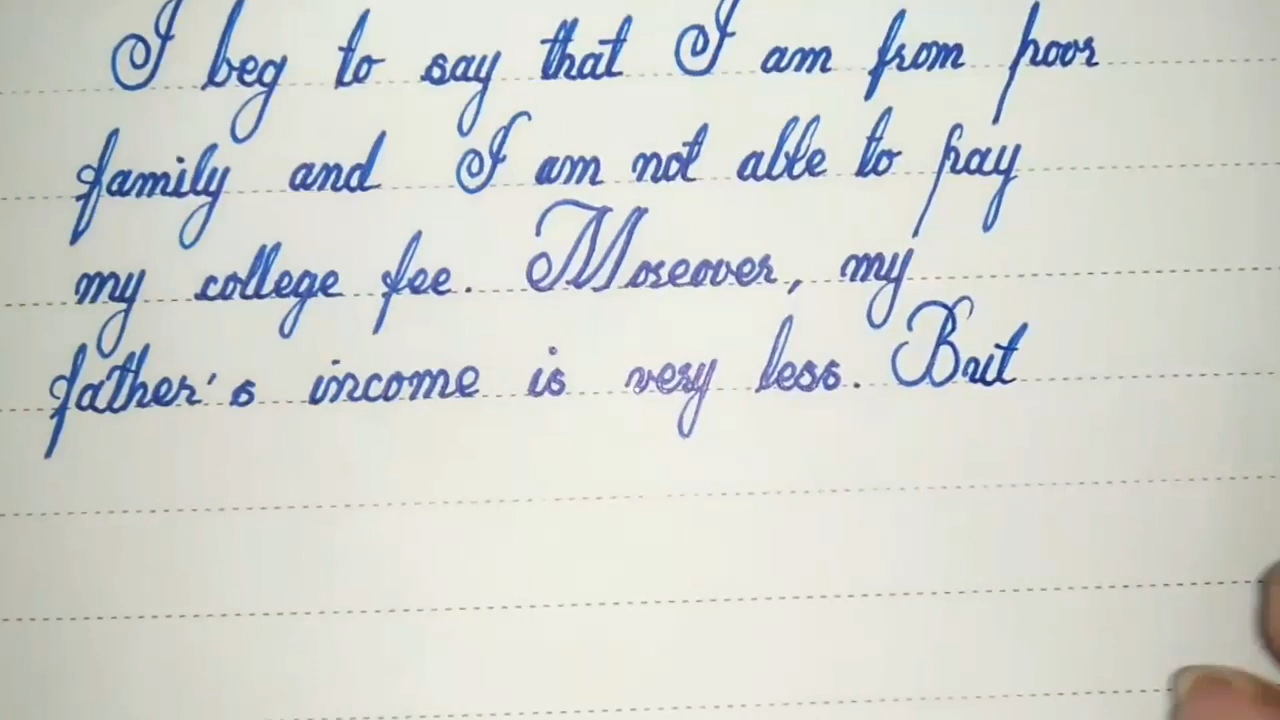 I beg to say that I am from poor
family and I am not able to pay
my college fee. Moreover, my
father's income is very less. But